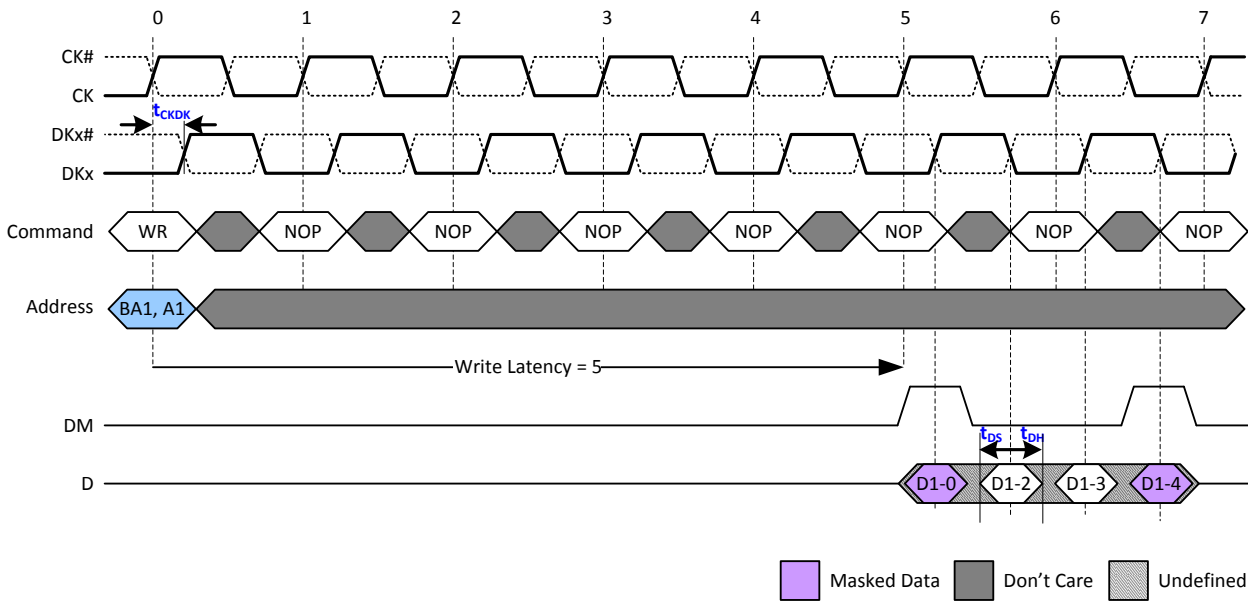 0 1 2 3 4 5 6 7
CK#
CK
tCKDK
DKx#
DKx
Command WR NOP NOP NOP NOP NOP NOP NOP
Address BA1, A1
Write Latency = 5
DM
tDS tDH
D D1-0 D1-2 D1-3 D1-4
Masked Data Don't Care Undefined